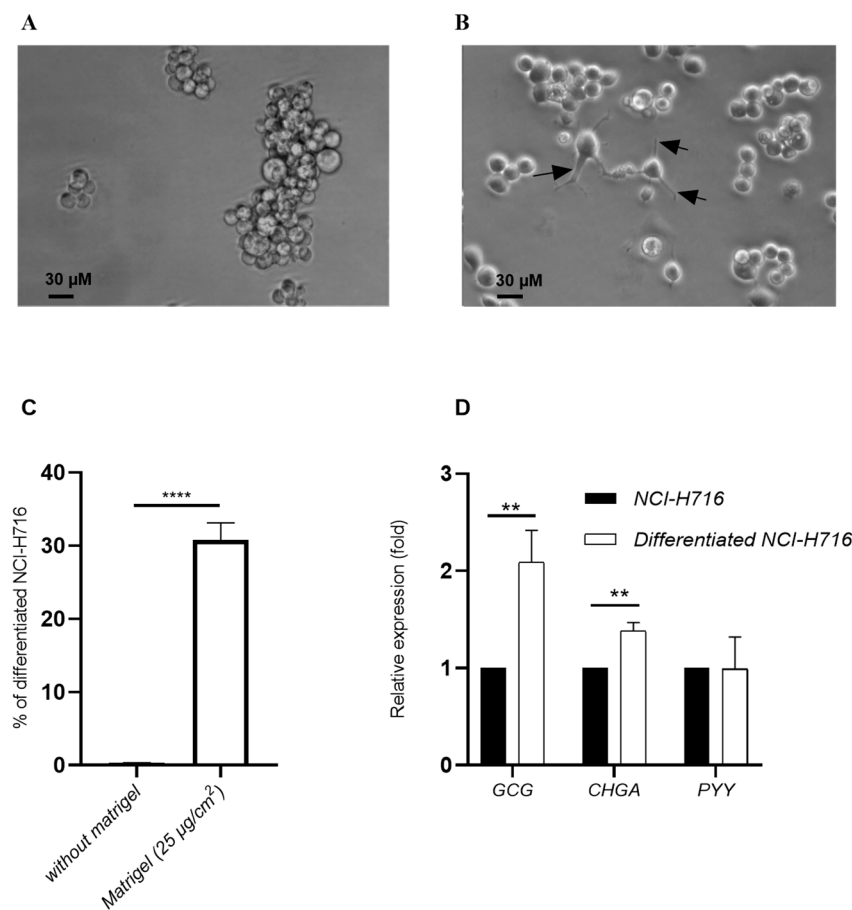 A
B
30 µM
30 µM
C
D
% of differentiated NCI-H716
40
30
20
10
0
****
without matrigel
Matrigel (25 µg/cm²)
Relative expression (fold)
3
2
1
0
**
**
NCI-H716
Differentiated NCI-H716
GCG
CHGA
PYY